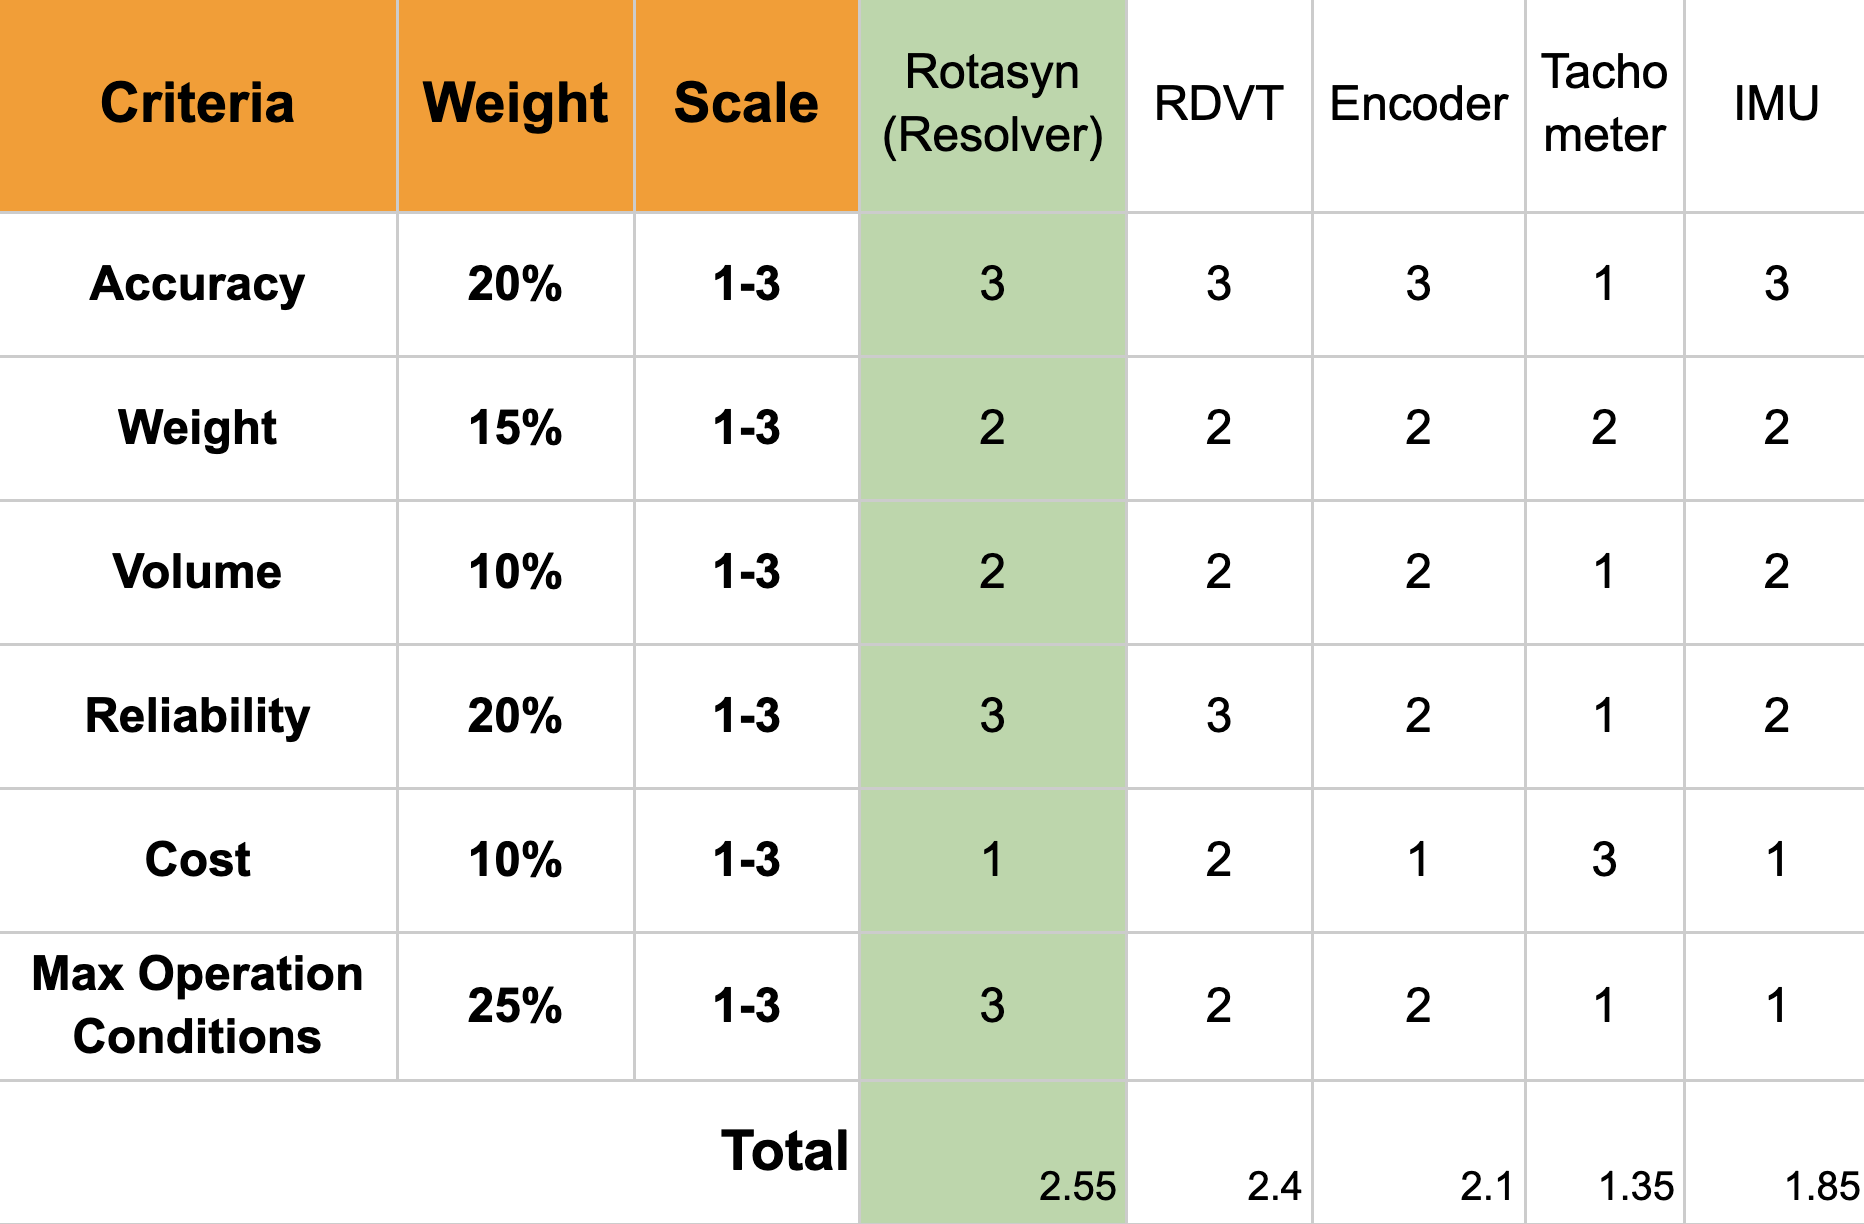 Criteria Weight Scale Rotasyn (Resolver) RDVT Encoder Tacho meter IMU
Accuracy 20% 1-3 3 3 3 1 3
Weight 15% 1-3 2 2 2 2 2
Volume 10% 1-3 2 2 2 1 2
Reliability 20% 1-3 3 3 2 1 2
Cost 10% 1-3 1 2 1 3 1
Max Operation Conditions 25% 1-3 3 2 2 1 1
Total 2.55 2.4 2.1 1.35 1.85